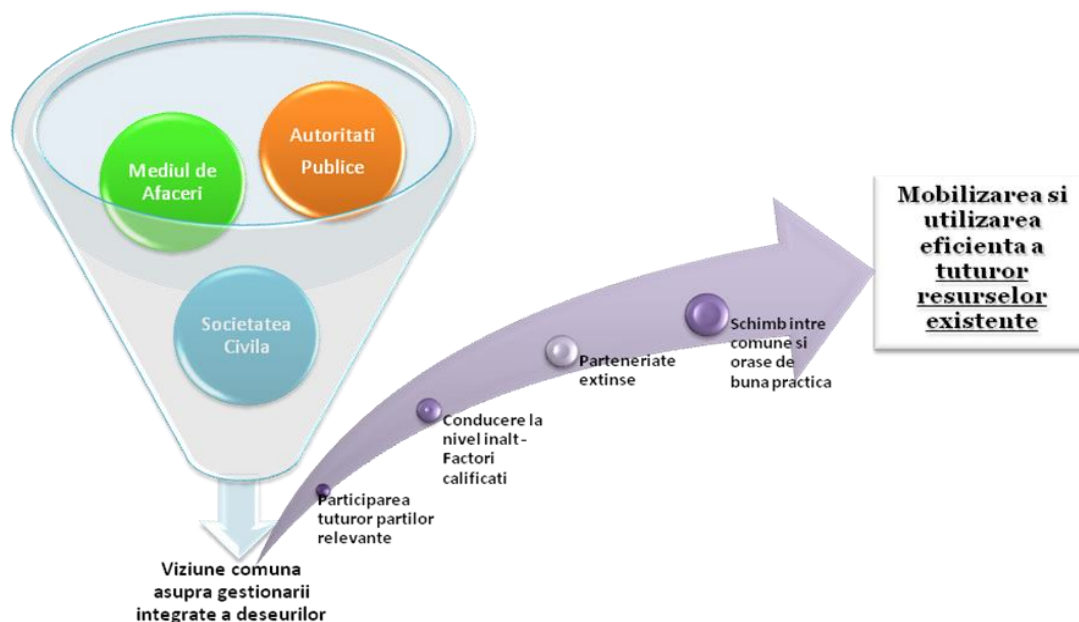 Mediul de
Afaceri
Autoritati
Publice
Societatea
Civila
Viziune comuna
asupra gestionarii
integrate a deseurilor
Participarea
tuturor partilor
relevante
Conducere la
nivel inalt-
Factori
calificati
Parteneriate
extinse
Schimb intre
comune si
orase de
buna practica
Mobilizarea si
utilizarea
eficienta a
tuturor
resurselor
existente